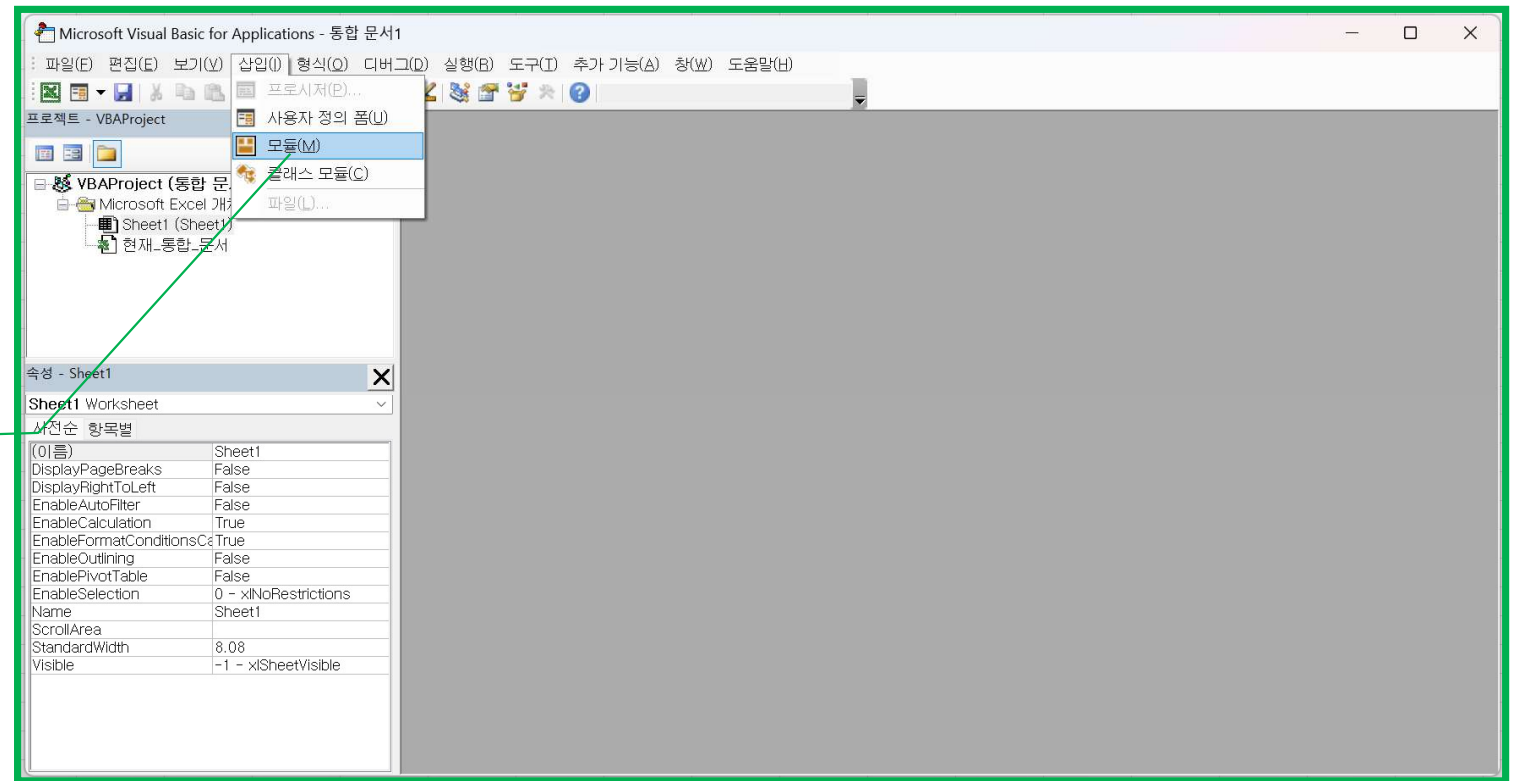 Microsoft Visual Basic for Applications - 통합 문서1
파일(F) 편집(E) 보기(V) 삽입(I) 형식(O) 디버그(D) 실행(R) 도구(T) 추가 기능(A) 창(W) 도움말(H)
프로시저(P)...
사용자 정의 폼(U)
모듈(M)
클래스 모듈(C)
파일(L)...
프로젝트 - VBAProject
VBAProject (통합 문
Microsoft Excel 개
Sheet1 (Sheet1)
현재_통합_문서
속성 - Sheet1
Sheet1 Worksheet
사전순 항목별
(이름) Sheet1
DisplayPageBreaks False
DisplayRightToLeft False
EnableAutoFilter False
EnableCalculation True
EnableFormatConditionsCa True
EnableOutlining False
EnablePivotTable False
EnableSelection 0 - xlNoRestrictions
Name Sheet1
ScrollArea
StandardWidth 8.08
Visible -1 - xlSheetVisible